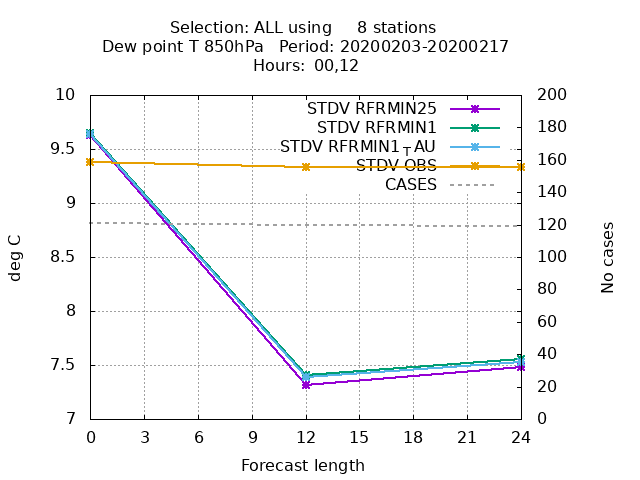 Selection: ALL using 8 stations
Dew point T 850hPa Period: 20200203-20200217
Hours: 00,12
10 200
STDV RFRMIN25
180
STDV RFRMIN1
9.5 STDV RFRMIN1TAU
160
STDV OBS
CASES
140
9
120
8.5 100
80
8
60
40
7.5
20
7 0
0 3 6 9 12 15 18 21 24
deg C
No cases
Forecast length